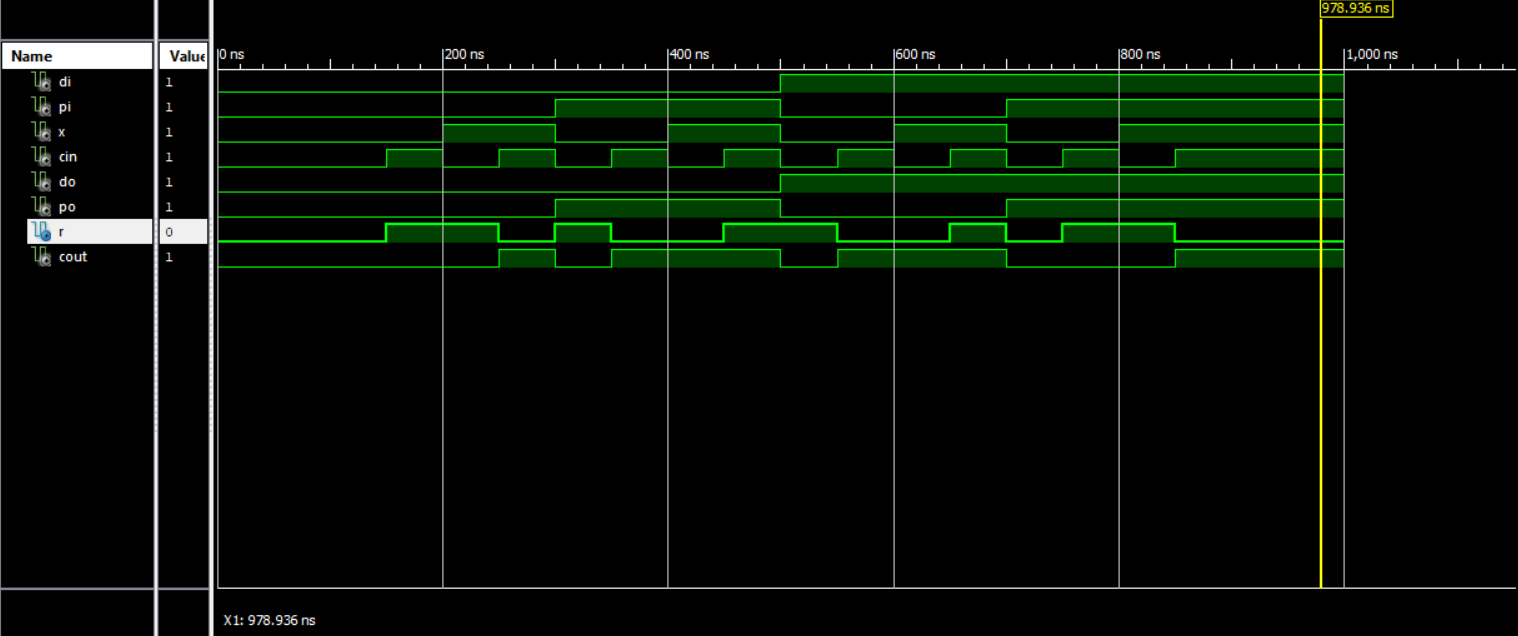 978.936 ns
Name Value 0 ns 200 ns 400 ns 600 ns 800 ns 1,000 ns
di 1
pi 1
x 1
cin 1
do 1
po 1
r 0
cout 1
X1: 978.936 ns